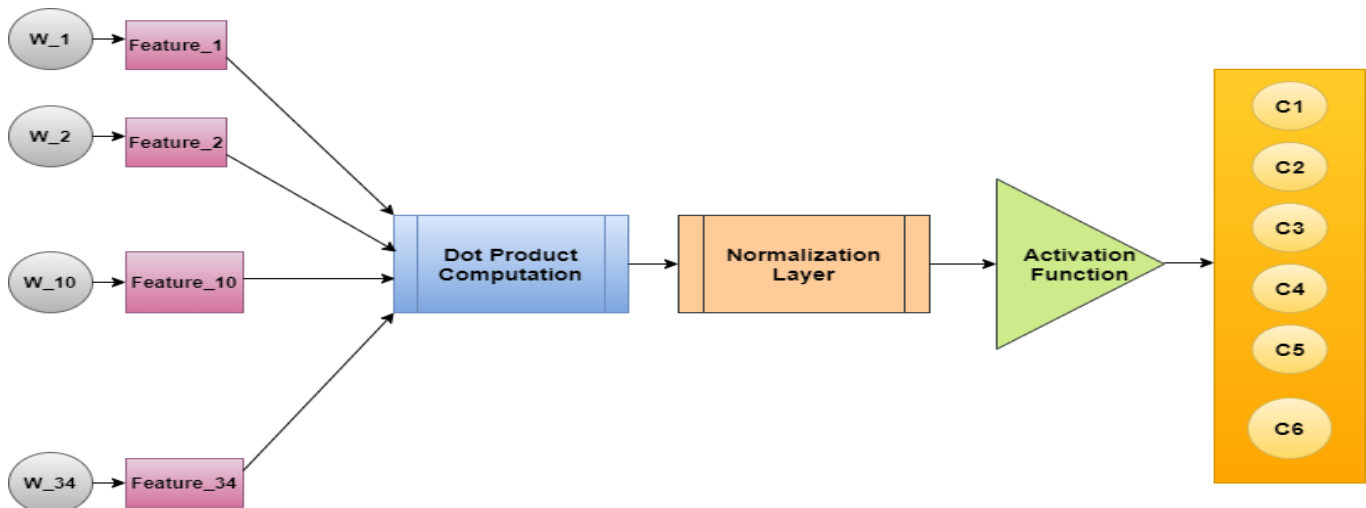 W_1
Feature_1
W_2
Feature_2
W_10
Feature_10
W_34
Feature_34
Dot Product
Computation
Normalization
Layer
Activation
Function
C1
C2
C3
C4
C5
C6